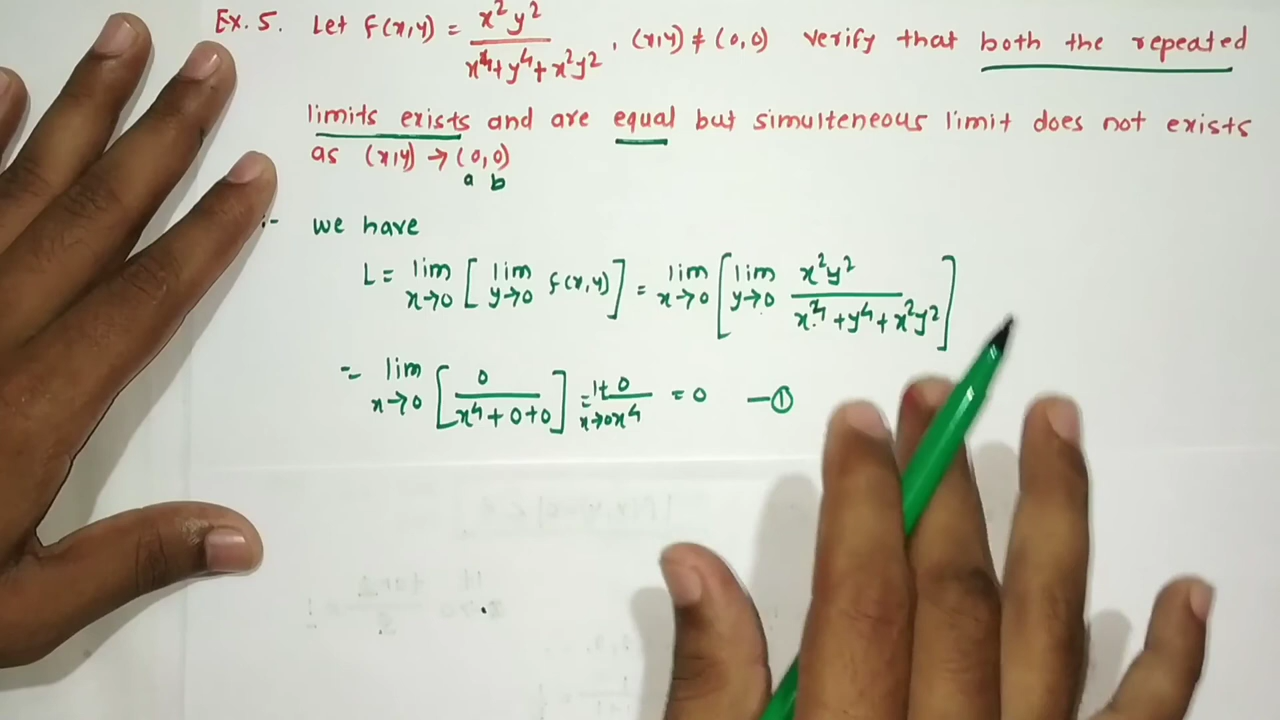 Ex. 5. Let f(x,y) = x²y² / x⁴+y⁴+x²y² , (x,y) ≠ (0,0) verify that both the repeated
limits exists and are equal but simulteneous limit does not exists
as (x,y) → (0,0)
a b
:- we have
L = lim x→0 [ lim y→0 f(x,y) ] = lim x→0 [ lim y→0 x²y² / x⁴+y⁴+x²y² ]
= lim x→0 [ 0 / x⁴+0+0 ] = lt x→0 0 / x⁴ = 0 —①